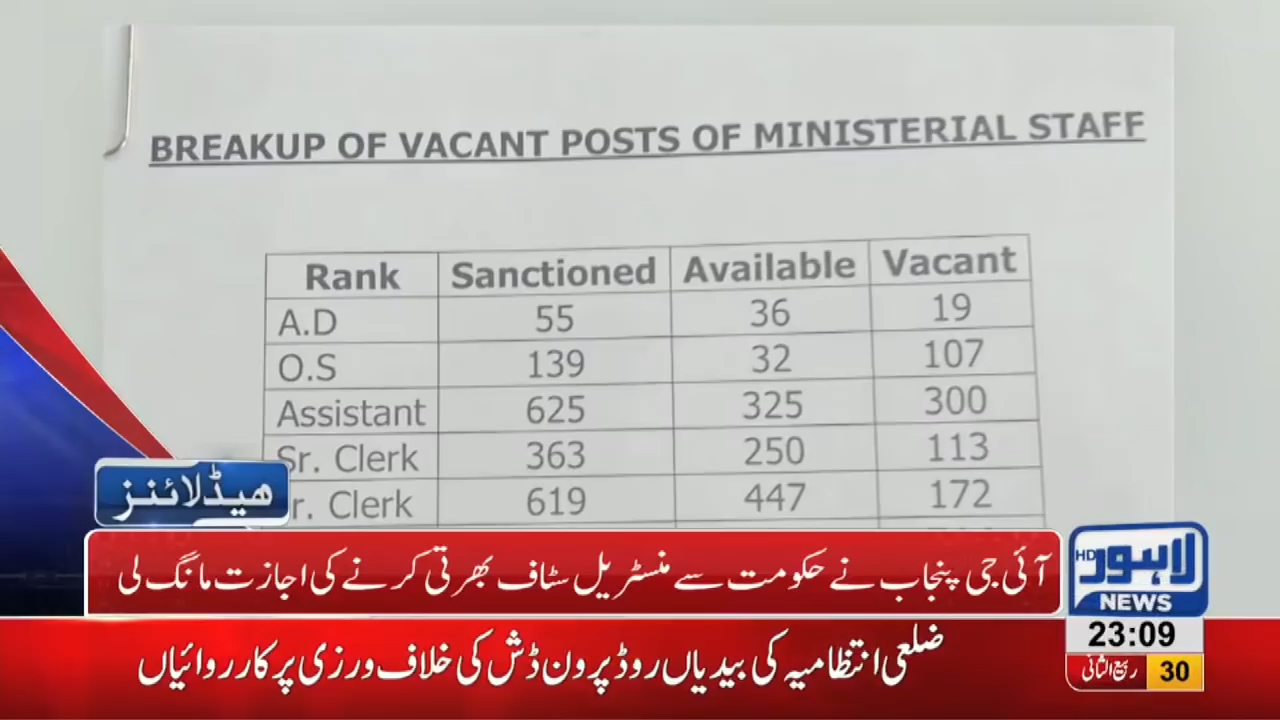 BREAKUP OF VACANT POSTS OF MINISTERIAL STAFF
Rank Sanctioned Available Vacant
A.D 55 36 19
O.S 139 32 107
Assistant 625 325 300
Sr. Clerk 363 250 113
r. Clerk 619 447 172
ھیڈلائنز
آئی جی پنجاب نے حکومت سے منسٹریل سٹاف بھرتی کرنے کی اجازت مانگ لی
لاہور HD
NEWS
23:09
ضلعی انتظامیہ کی بیدیاں روڈ پر ون ڈش کی خلاف ورزی پر کارروائیاں
30 ربیع الثانی